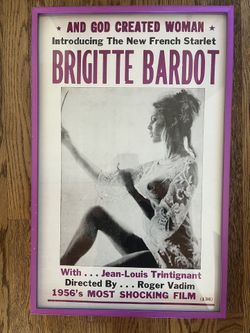 ★ AND GOD CREATED WOMAN ★
Introducing The New French Starlet
BRIGITTE BARDOT
With . . . Jean-Louis Trintignant
Directed By . . . Roger Vadim
1956's MOST SHOCKING FILM (136)